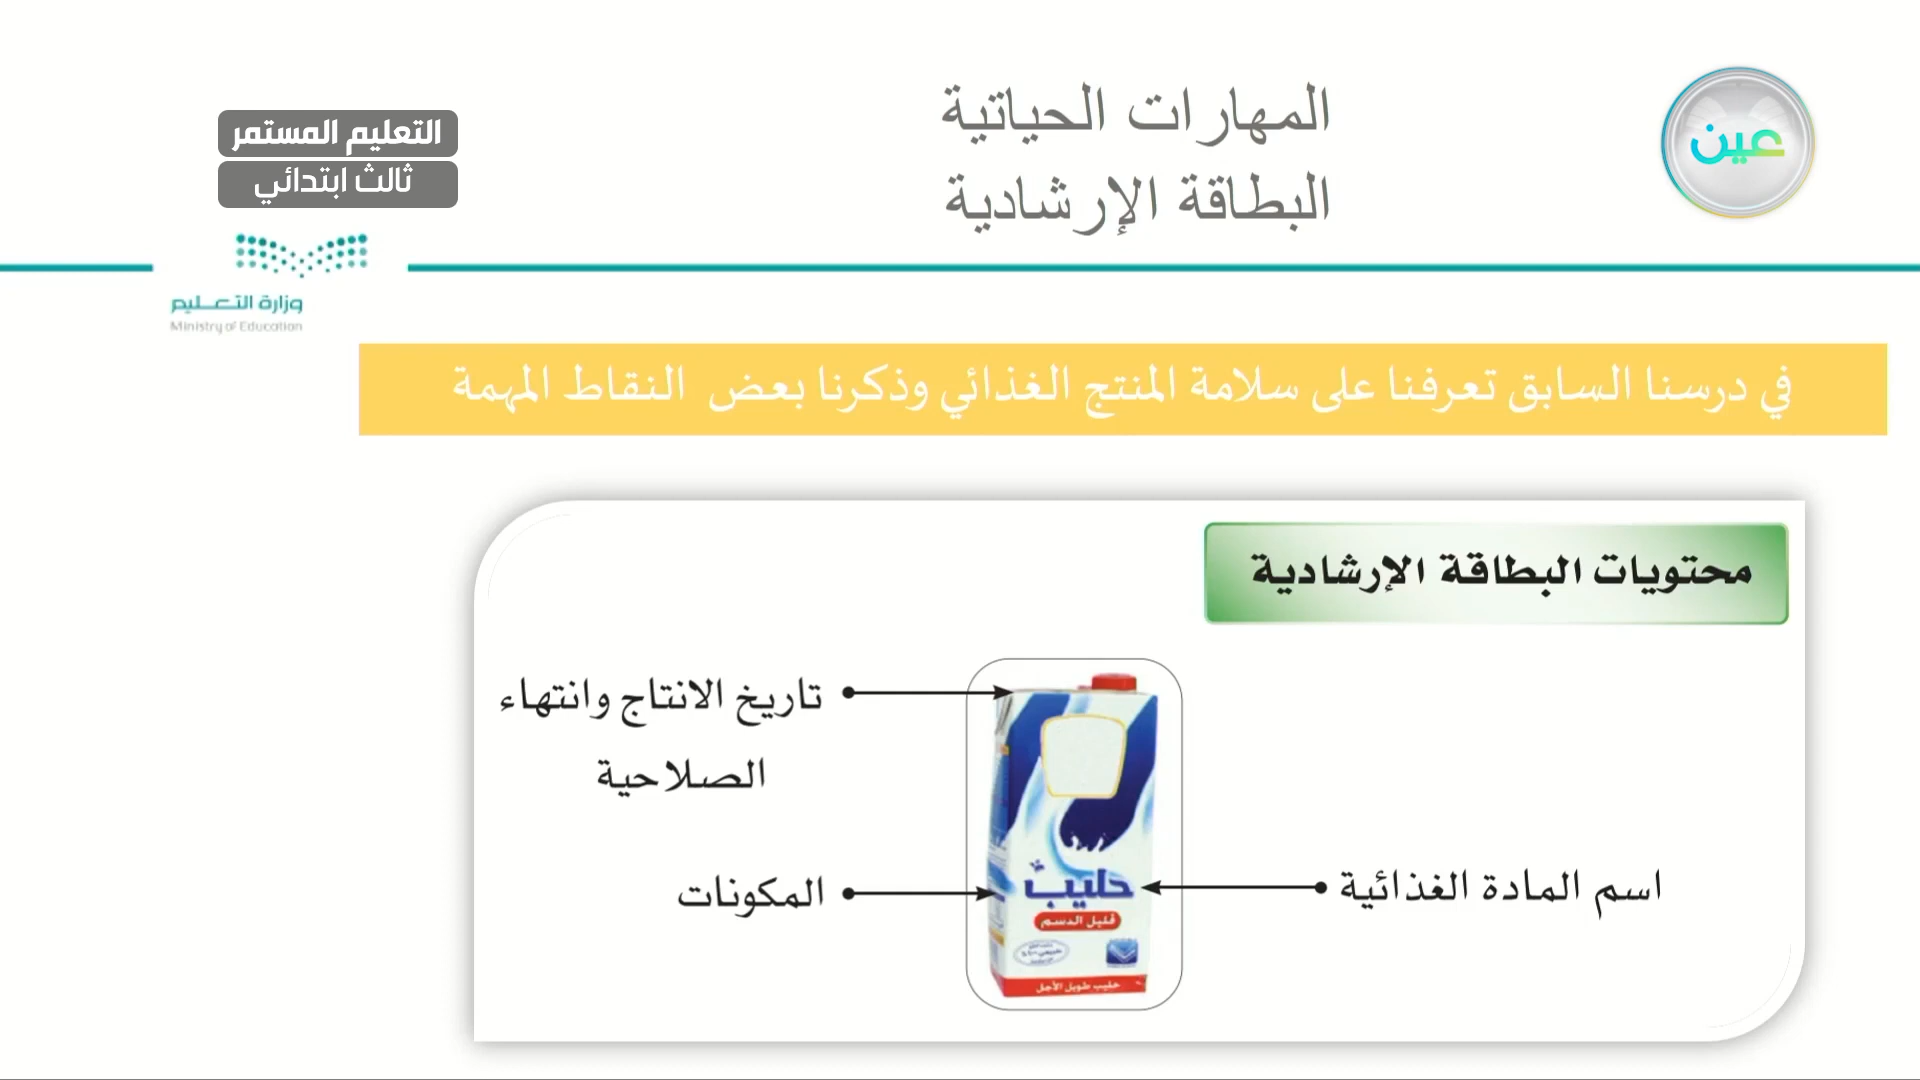 المهارات الحياتية
البطاقة الإرشادية
عين
التعليم المستمر
ثالث ابتدائي
وزارة التعليم
Ministry of Education
في درسنا السابق تعرفنا على سلامة المنتج الغذائي وذكرنا بعض النقاط المهمة
محتويات البطاقة الإرشادية
تاريخ الانتاج وانتهاء
الصلاحية
اسم المادة الغذائية
المكونات
حليب
قليل الدسم
حليب طويل الأجل